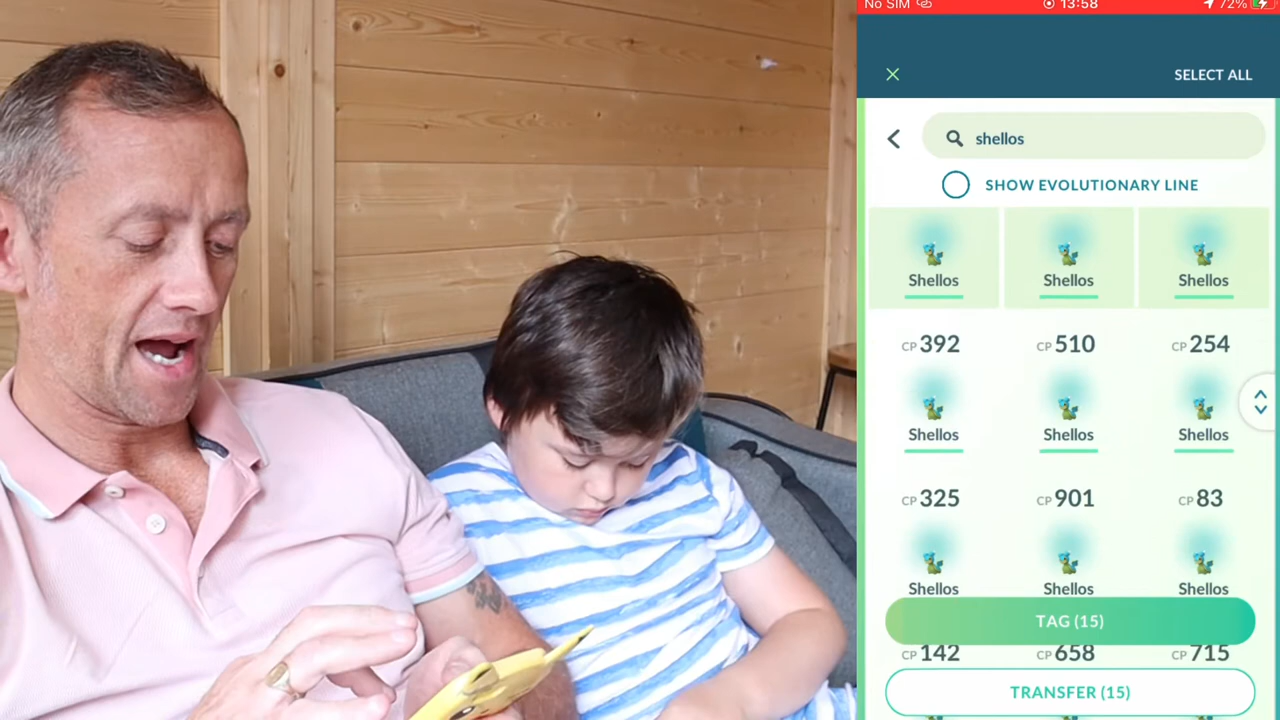 No SIM 13:58 72%
SELECT ALL
shellos
SHOW EVOLUTIONARY LINE
Shellos Shellos Shellos
CP 392 CP 510 CP 254
Shellos Shellos Shellos
CP 325 CP 901 CP 83
Shellos Shellos Shellos
TAG (15)
CP 142 CP 658 CP 715
TRANSFER (15)